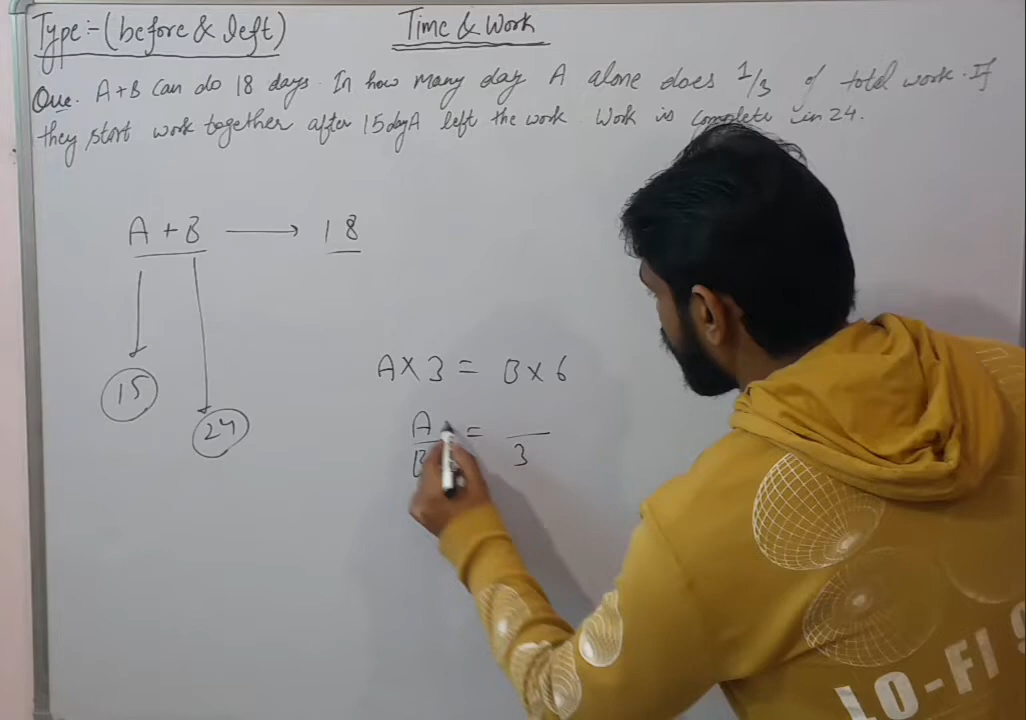 Type:-(before & left)
Time & Work
Que. A+B Can do 18 days. In how many day A alone does 1/3 of total work. If
they start work together after 15 day A left the work. Work is complete in 24.
A + B → 18
15
24
A × 3 = B × 6
A =
B 3
LO-FI